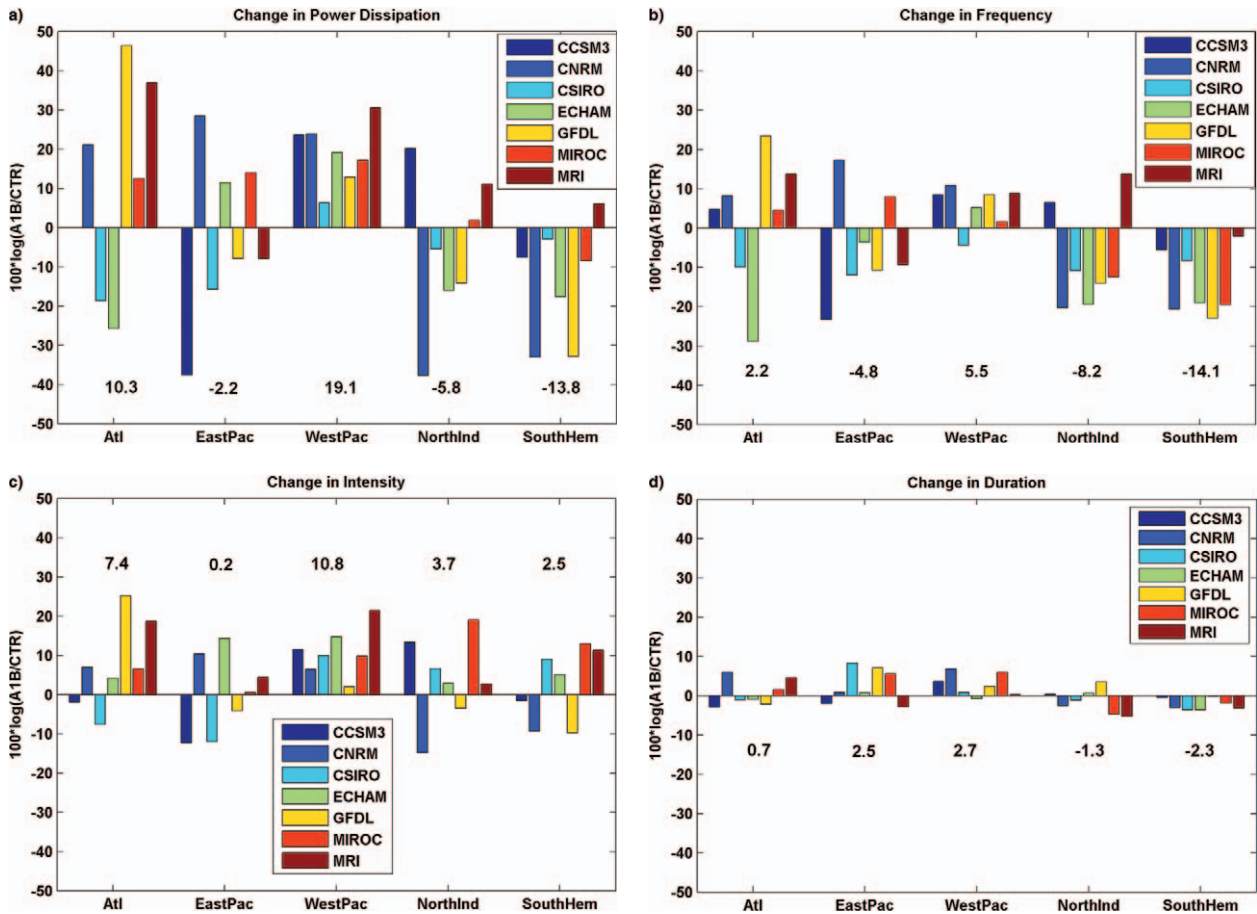 a) Change in Power Dissipation
100*log(A1B/CTR)
50
40
30
20
10
0
-10
-20
-30
-40
-50
CCSM3
CNRM
CSIRO
ECHAM
GFDL
MIROC
MRI
10.3 -2.2 19.1 -5.8 -13.8
Atl EastPac WestPac NorthInd SouthHem
b) Change in Frequency
100*log(A1B/CTR)
50
40
30
20
10
0
-10
-20
-30
-40
-50
CCSM3
CNRM
CSIRO
ECHAM
GFDL
MIROC
MRI
2.2 -4.8 5.5 -8.2 -14.1
Atl EastPac WestPac NorthInd SouthHem
c) Change in Intensity
100*log(A1B/CTR)
50
40
30
20
10
0
-10
-20
-30
-40
-50
7.4 0.2 10.8 3.7 2.5
CCSM3
CNRM
CSIRO
ECHAM
GFDL
MIROC
MRI
Atl EastPac WestPac NorthInd SouthHem
d) Change in Duration
100*log(A1B/CTR)
50
40
30
20
10
0
-10
-20
-30
-40
-50
CCSM3
CNRM
CSIRO
ECHAM
GFDL
MIROC
MRI
0.7 2.5 2.7 -1.3 -2.3
Atl EastPac WestPac NorthInd SouthHem